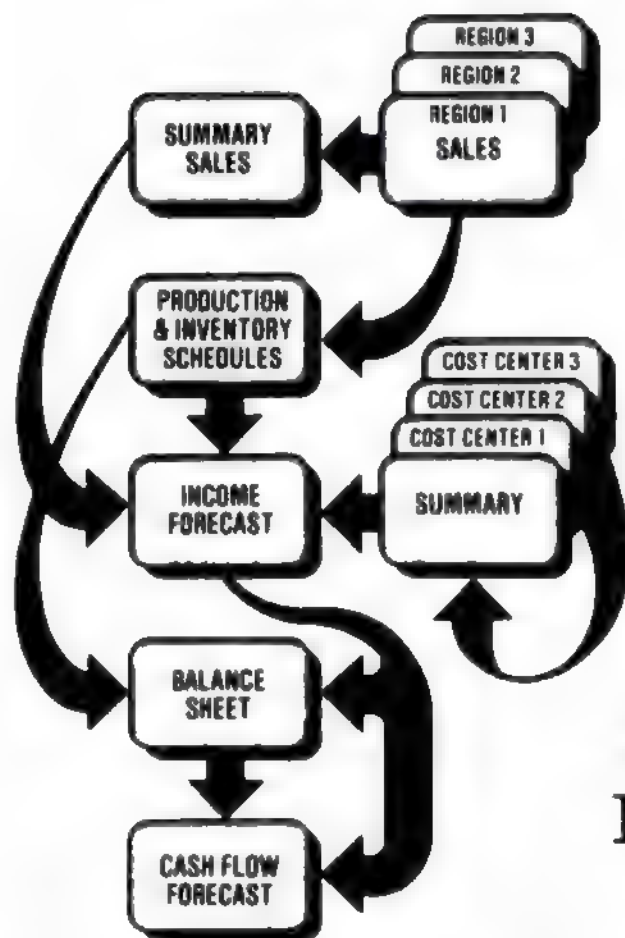 REGION 3
REGION 2
REGION 1
SALES
SUMMARY
SALES
PRODUCTION
& INVENTORY
SCHEDULES
COST CENTER 3
COST CENTER 2
COST CENTER 1
SUMMARY
INCOME
FORECAST
BALANCE
SHEET
CASH FLOW
FORECAST